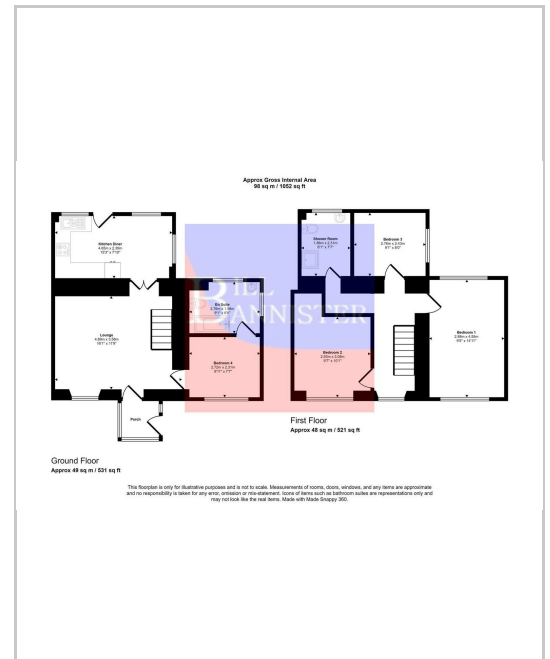 Approx Gross Internal Area
98 sq m / 1052 sq ft
Kitchen Diner
Lounge
En Suite
Bedroom 4
Porch
Ground Floor
Approx 49 sq m / 531 sq ft
Shower Room
Bedroom 3
Bedroom 2
Bedroom 1
First Floor
Approx 48 sq m / 521 sq ft
BILL
BANNISTER
This floorplan is only for illustrative purposes and is not to scale. Measurements of rooms, doors, windows, and any items are approximate
and no responsibility is taken for any error, omission or mis-statement. Icons of items such as bathroom suites are representations only and
may not look like the real items. Made with Made Snappy 360.